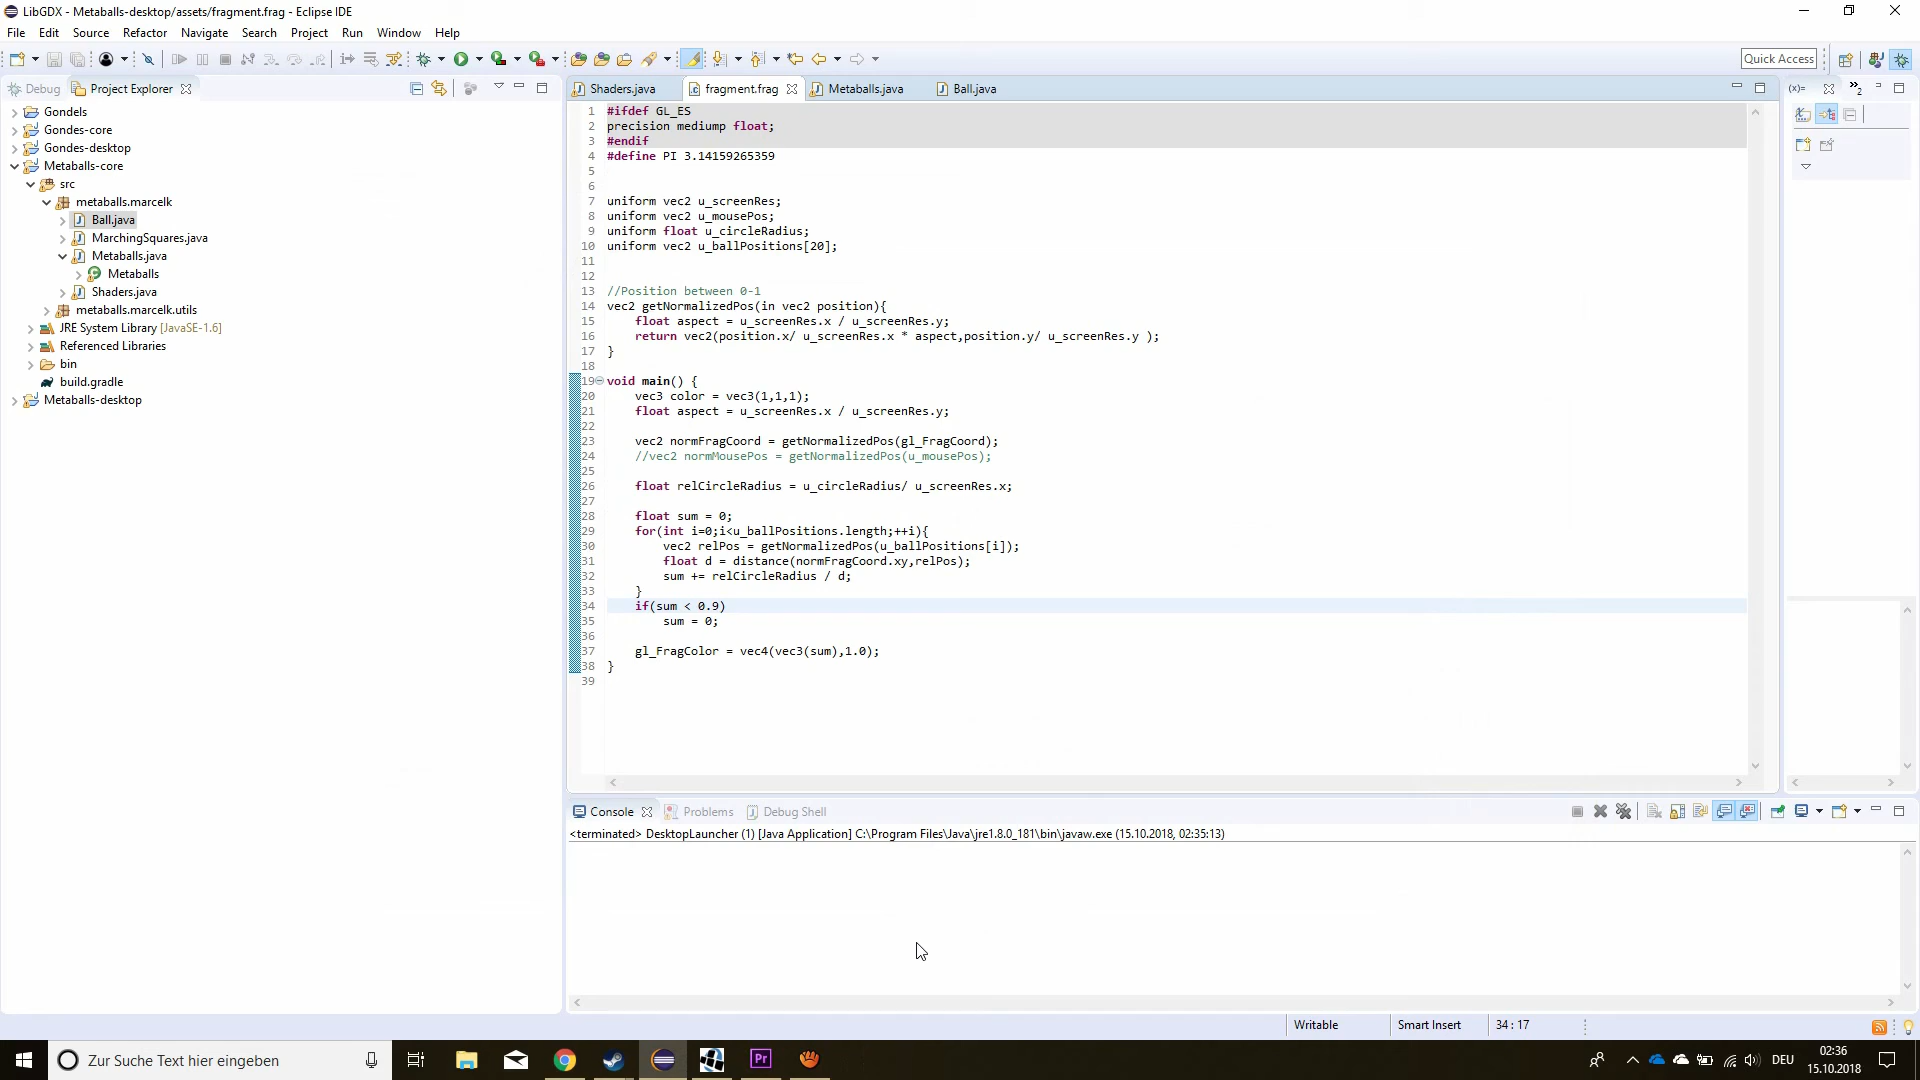 LibGDX - Metaballs-desktop/assets/fragment.frag - Eclipse IDE
File Edit Source Refactor Navigate Search Project Run Window Help
Quick Access
Debug Project Explorer
Gondels
Gondes-core
Gondes-desktop
Metaballs-core
src
metaballs.marcelk
Ball.java
MarchingSquares.java
Metaballs.java
Metaballs
Shaders.java
metaballs.marcelk.utils
JRE System Library [JavaSE-1.6]
Referenced Libraries
bin
build.gradle
Metaballs-desktop
Shaders.java fragment.frag Metaballs.java Ball.java
1 #ifdef GL_ES
2 precision mediump float;
3 #endif
4 #define PI 3.14159265359
5
6
7 uniform vec2 u_screenRes;
8 uniform vec2 u_mousePos;
9 uniform float u_circleRadius;
10 uniform vec2 u_ballPositions[20];
11
12
13 //Position between 0-1
14 vec2 getNormalizedPos(in vec2 position){
15 float aspect = u_screenRes.x / u_screenRes.y;
16 return vec2(position.x/ u_screenRes.x * aspect,position.y/ u_screenRes.y );
17 }
18
19 void main() {
20 vec3 color = vec3(1,1,1);
21 float aspect = u_screenRes.x / u_screenRes.y;
22
23 vec2 normFragCoord = getNormalizedPos(gl_FragCoord);
24 //vec2 normMousePos = getNormalizedPos(u_mousePos);
25
26 float relCircleRadius = u_circleRadius/ u_screenRes.x;
27
28 float sum = 0;
29 for(int i=0;i<u_ballPositions.length;++i){
30 vec2 relPos = getNormalizedPos(u_ballPositions[i]);
31 float d = distance(normFragCoord.xy,relPos);
32 sum += relCircleRadius / d;
33 }
34 if(sum < 0.9)
35 sum = 0;
36
37 gl_FragColor = vec4(vec3(sum),1.0);
38 }
39
(x)=
2
Console Problems Debug Shell
<terminated> DesktopLauncher (1) [Java Application] C:\Program Files\Java\jre1.8.0_181\bin\javaw.exe (15.10.2018, 02:35:13)
Writable Smart Insert 34 : 17
Zur Suche Text hier eingeben
Pr
DEU
02:36
15.10.2018